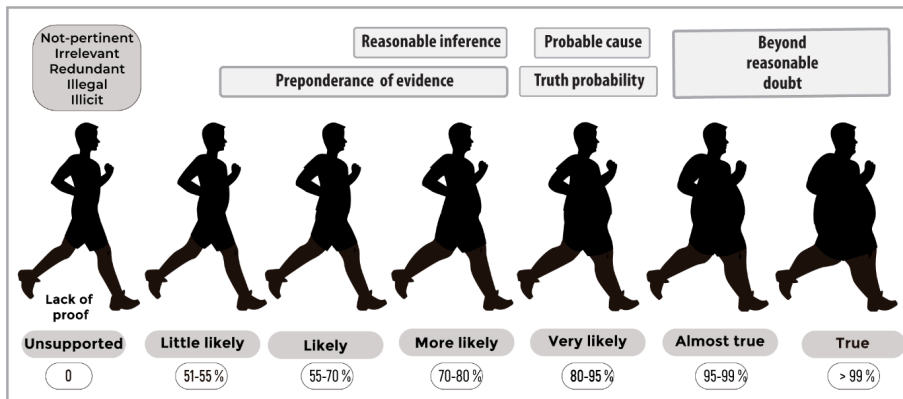 Not-pertinent
Irrelevant
Redundant
Illegal
Illicit
Reasonable inference
Probable cause
Beyond
reasonable
doubt
Preponderance of evidence
Truth probability
Lack of
proof
Unsupported
Little likely
Likely
More likely
Very likely
Almost true
True
0
51-55 %
55-70 %
70-80 %
80-95 %
95-99 %
> 99 %